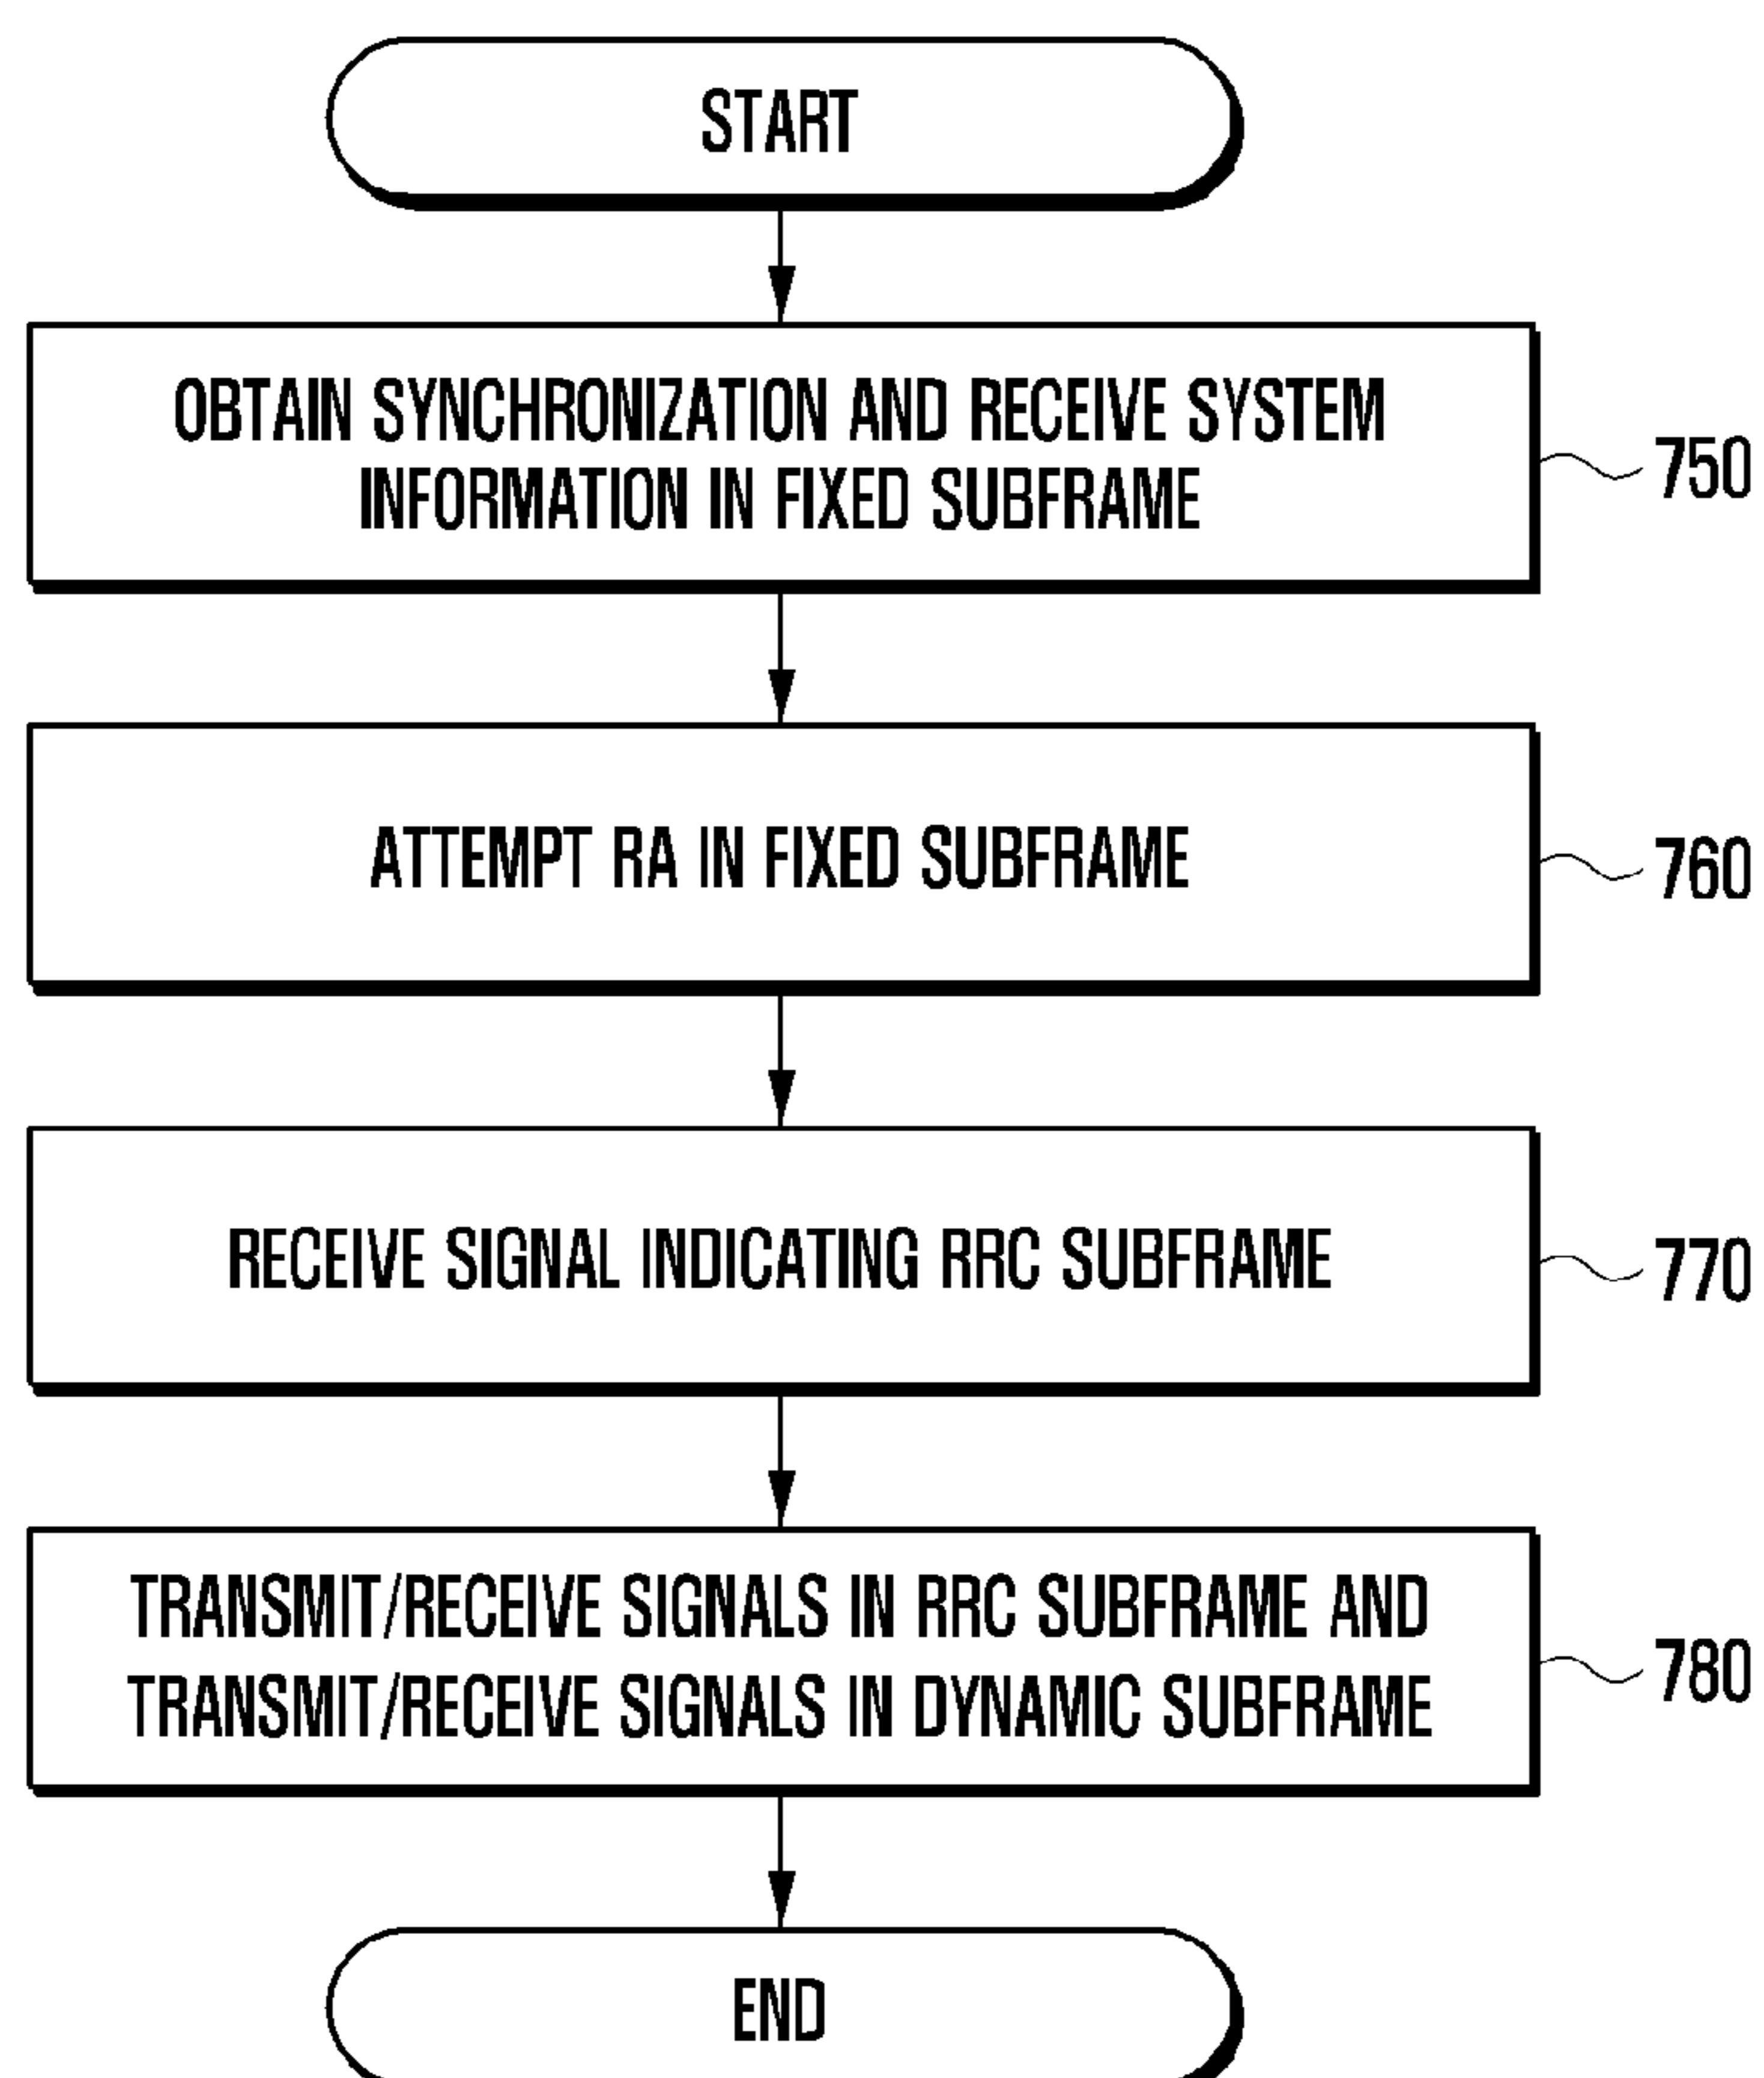 START
OBTAIN SYNCHRONIZATION AND RECEIVE SYSTEM
INFORMATION IN FIXED SUBFRAME
750
ATTEMPT RA IN FIXED SUBFRAME
760
RECEIVE SIGNAL INDICATING RRC SUBFRAME
770
TRANSMIT/RECEIVE SIGNALS IN RRC SUBFRAME AND
TRANSMIT/RECEIVE SIGNALS IN DYNAMIC SUBFRAME
780
END